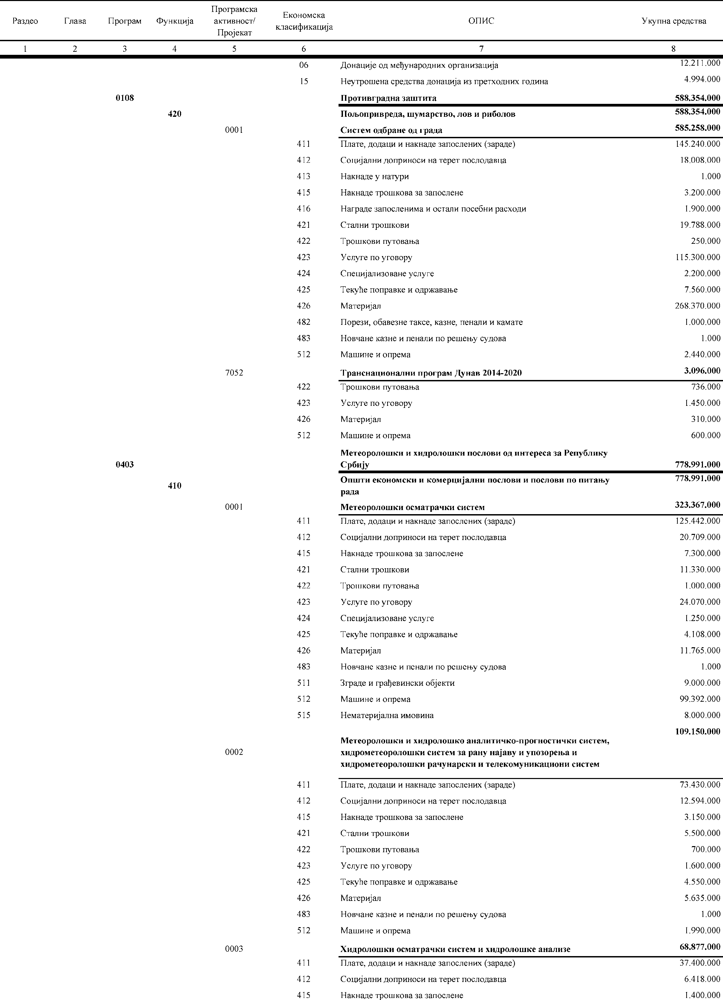 Раздео Глава Програм Функција Програмска активност/ Пројекат Економска класификација ОПИС Укупна средства
1 2 3 4 5 6 7 8
06 Донације од међународних организација 12.211.000
15 Неутрошена средства донација из претходних година 4.994.000
0108 Противградна заштита 588.354.000
420 Пољопривреда, шумарство, лов и риболов 588.354.000
0001 Систем одбране од града 585.258.000
411 Плате, додаци и накнаде запослених (зараде) 145.240.000
412 Социјални доприноси на терет послодавца 18.008.000
413 Накнаде у натури 1.000
415 Накнаде трошкова за запослене 3.200.000
416 Награде запосленима и остали посебни расходи 1.900.000
421 Стални трошкови 19.788.000
422 Трошкови путовања 250.000
423 Услуге по уговору 115.300.000
424 Специјализоване услуге 2.200.000
425 Текуће поправке и одржавање 7.560.000
426 Материјал 268.370.000
482 Порези, обавезне таксе, казне, пенали и камате 1.000.000
483 Новчане казне и пенали по решењу судова 1.000
512 Машине и опрема 2.440.000
7052 Транснационални програм Дунав 2014-2020 3.096.000
422 Трошкови путовања 736.000
423 Услуге по уговору 1.450.000
426 Материјал 310.000
512 Машине и опрема 600.000
Метеоролошки и хидролошки послови од интереса за Републику
0403 Србију 778.991.000
Општи економски и комерцијални послови и послови по питању 778.991.000
410 рада
0001 Метеоролошки осматрачки систем 323.367.000
411 Плате, додаци и накнаде запослених (зараде) 125.442.000
412 Социјални доприноси на терет послодавца 20.709.000
415 Накнаде трошкова за запослене 7.300.000
421 Стални трошкови 11.330.000
422 Трошкови путовања 1.000.000
423 Услуге по уговору 24.070.000
424 Специјализоване услуге 1.250.000
425 Текуће поправке и одржавање 4.108.000
426 Материјал 11.765.000
483 Новчане казне и пенали по решењу судова 1.000
511 Зграде и грађевински објекти 9.000.000
512 Машине и опрема 99.392.000
515 Нематеријална имовина 8.000.000
109.150.000
Метеоролошки и хидролошко аналитичко-прогностички систем,
0002 хидрометеоролошки систем за рану најаву и упозорења и
хидрометеоролошки рачунарски и телекомуникациони систем
411 Плате, додаци и накнаде запослених (зараде) 73.430.000
412 Социјални доприноси на терет послодавца 12.594.000
415 Накнаде трошкова за запослене 3.150.000
421 Стални трошкови 5.500.000
422 Трошкови путовања 700.000
423 Услуге по уговору 1.600.000
425 Текуће поправке и одржавање 4.550.000
426 Материјал 5.635.000
483 Новчане казне и пенали по решењу судова 1.000
512 Машине и опрема 1.990.000
0003 Хидролошки осматрачки систем и хидролошке анализе 68.877.000
411 Плате, додаци и накнаде запослених (зараде) 37.400.000
412 Социјални доприноси на терет послодавца 6.418.000
415 Накнаде трошкова за запослене 1.400.000